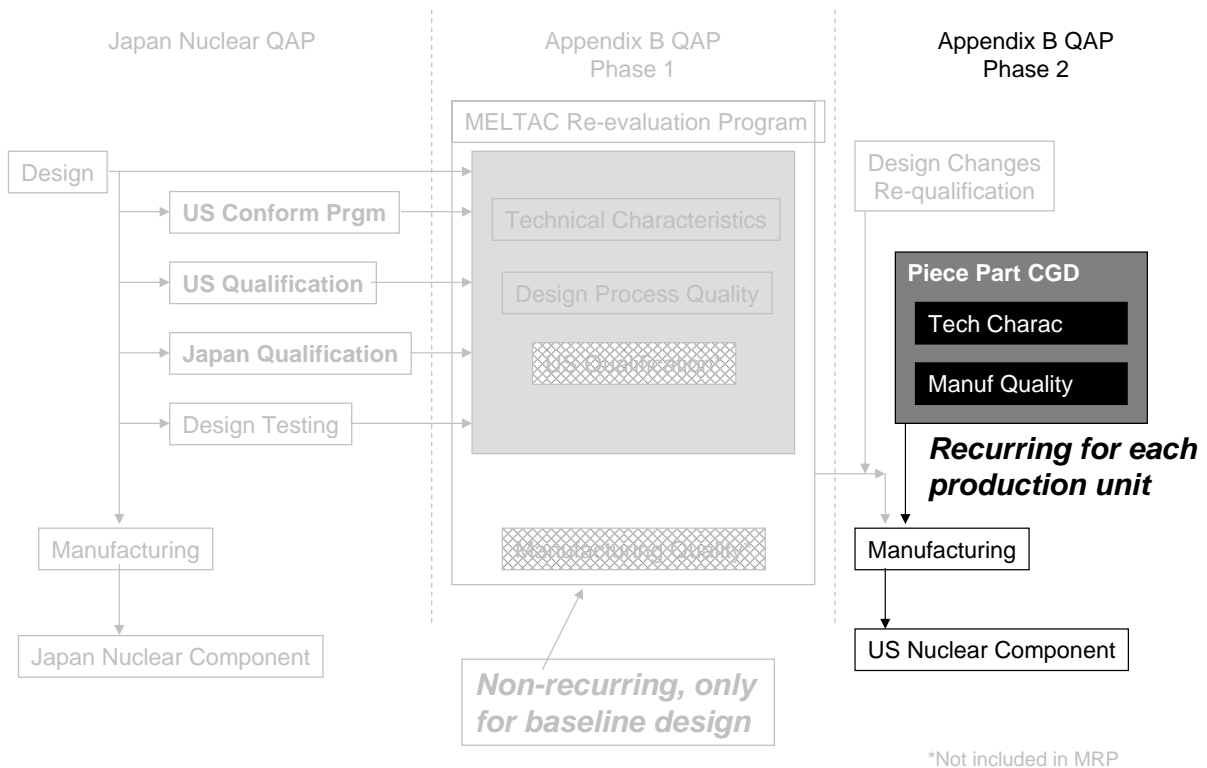 Japan Nuclear QAP
Appendix B QAP
Phase 1
Appendix B QAP
Phase 2
MELTAC Re-evaluation Program
Design
US Conform Prgm
US Qualification
Japan Qualification
Design Testing
Technical Characteristics
Design Process Quality
US Qualification*
Manufacturing Quality*
Design Changes
Re-qualification
Piece Part CGD
Tech Charac
Manuf Quality
Recurring for each
production unit
Manufacturing
Japan Nuclear Component
Non-recurring, only
for baseline design
Manufacturing
US Nuclear Component
*Not included in MRP